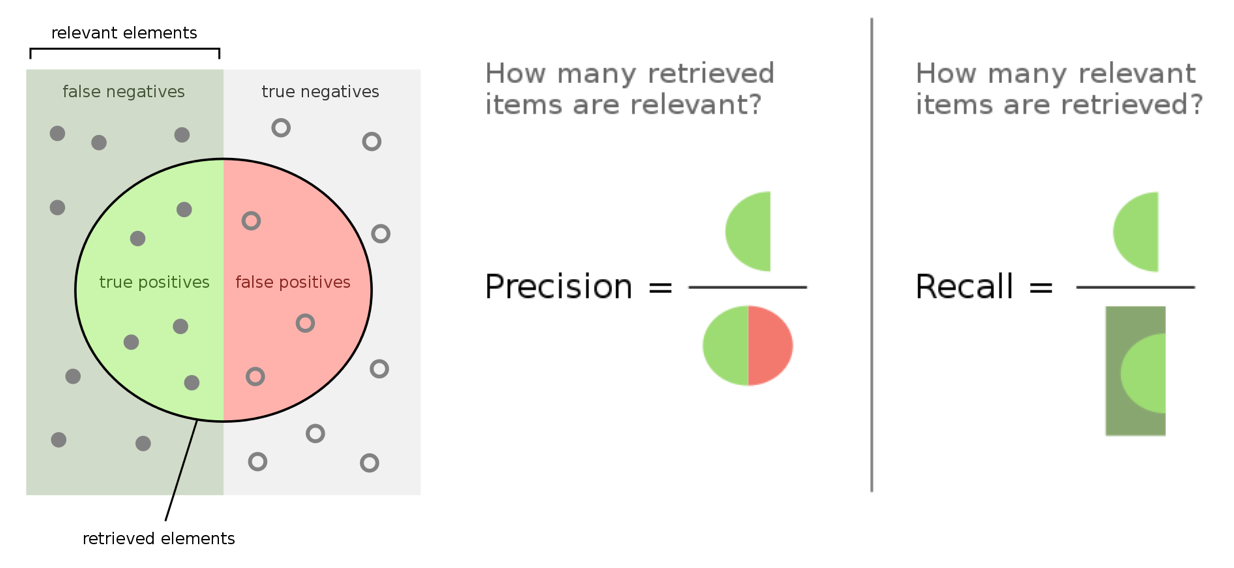 relevant elements
false negatives
true negatives
true positives
false positives
retrieved elements
How many retrieved
items are relevant?
Precision =
How many relevant
items are retrieved?
Recall =